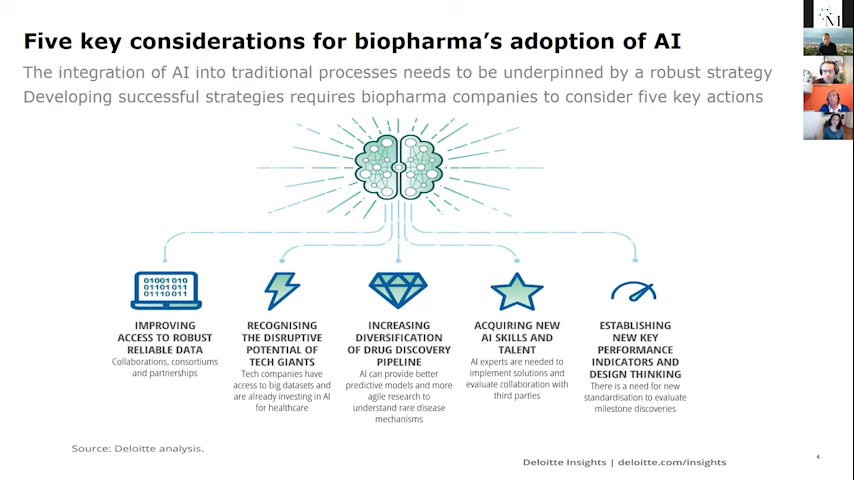 Five key considerations for biopharma's adoption of AI
The integration of AI into traditional processes needs to be underpinned by a robust strategy
Developing successful strategies requires biopharma companies to consider five key actions
01001010
01101011
01110011
IMPROVING
ACCESS TO ROBUST
RELIABLE DATA
Collaborations, consortiums
and partnerships
RECOGNISING
THE DISRUPTIVE
POTENTIAL OF
TECH GIANTS
Tech companies have
access to big datasets and
are already investing in AI
for healthcare
INCREASING
DIVERSIFICATION
OF DRUG DISCOVERY
PIPELINE
AI can provide better
predictive models and more
agile research to
understand rare disease
mechanisms
ACQUIRING NEW
AI SKILLS AND
TALENT
AI experts are needed to
implement solutions and
evaluate collaboration with
third parties
ESTABLISHING
NEW KEY
PERFORMANCE
INDICATORS AND
DESIGN THINKING
There is a need for new
standardisation to evaluate
milestone discoveries
Source: Deloitte analysis.
Deloitte Insights | deloitte.com/insights
4
M